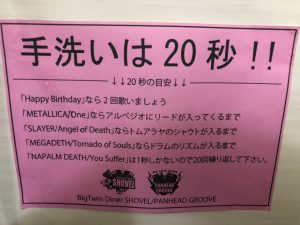 手洗いは20秒!!
↓↓20秒の目安↓↓
「Happy Birthday」なら2回歌いましょう
「METALLICA/One」ならアルペジオにリードが入ってくるまで
「SLAYER/Angel of Death」ならトムアラヤのシャウトが入るまで
「MEGADETH/Tornado of Souls」ならドラムのリズムが入るまで
「NAPALM DEATH/You Suffer」は1秒しかないので20回繰り返して下さい。
SHOVEL
PANHEAD GROOVE
BigTwin Diner SHOVEL/PANHEAD GROOVE